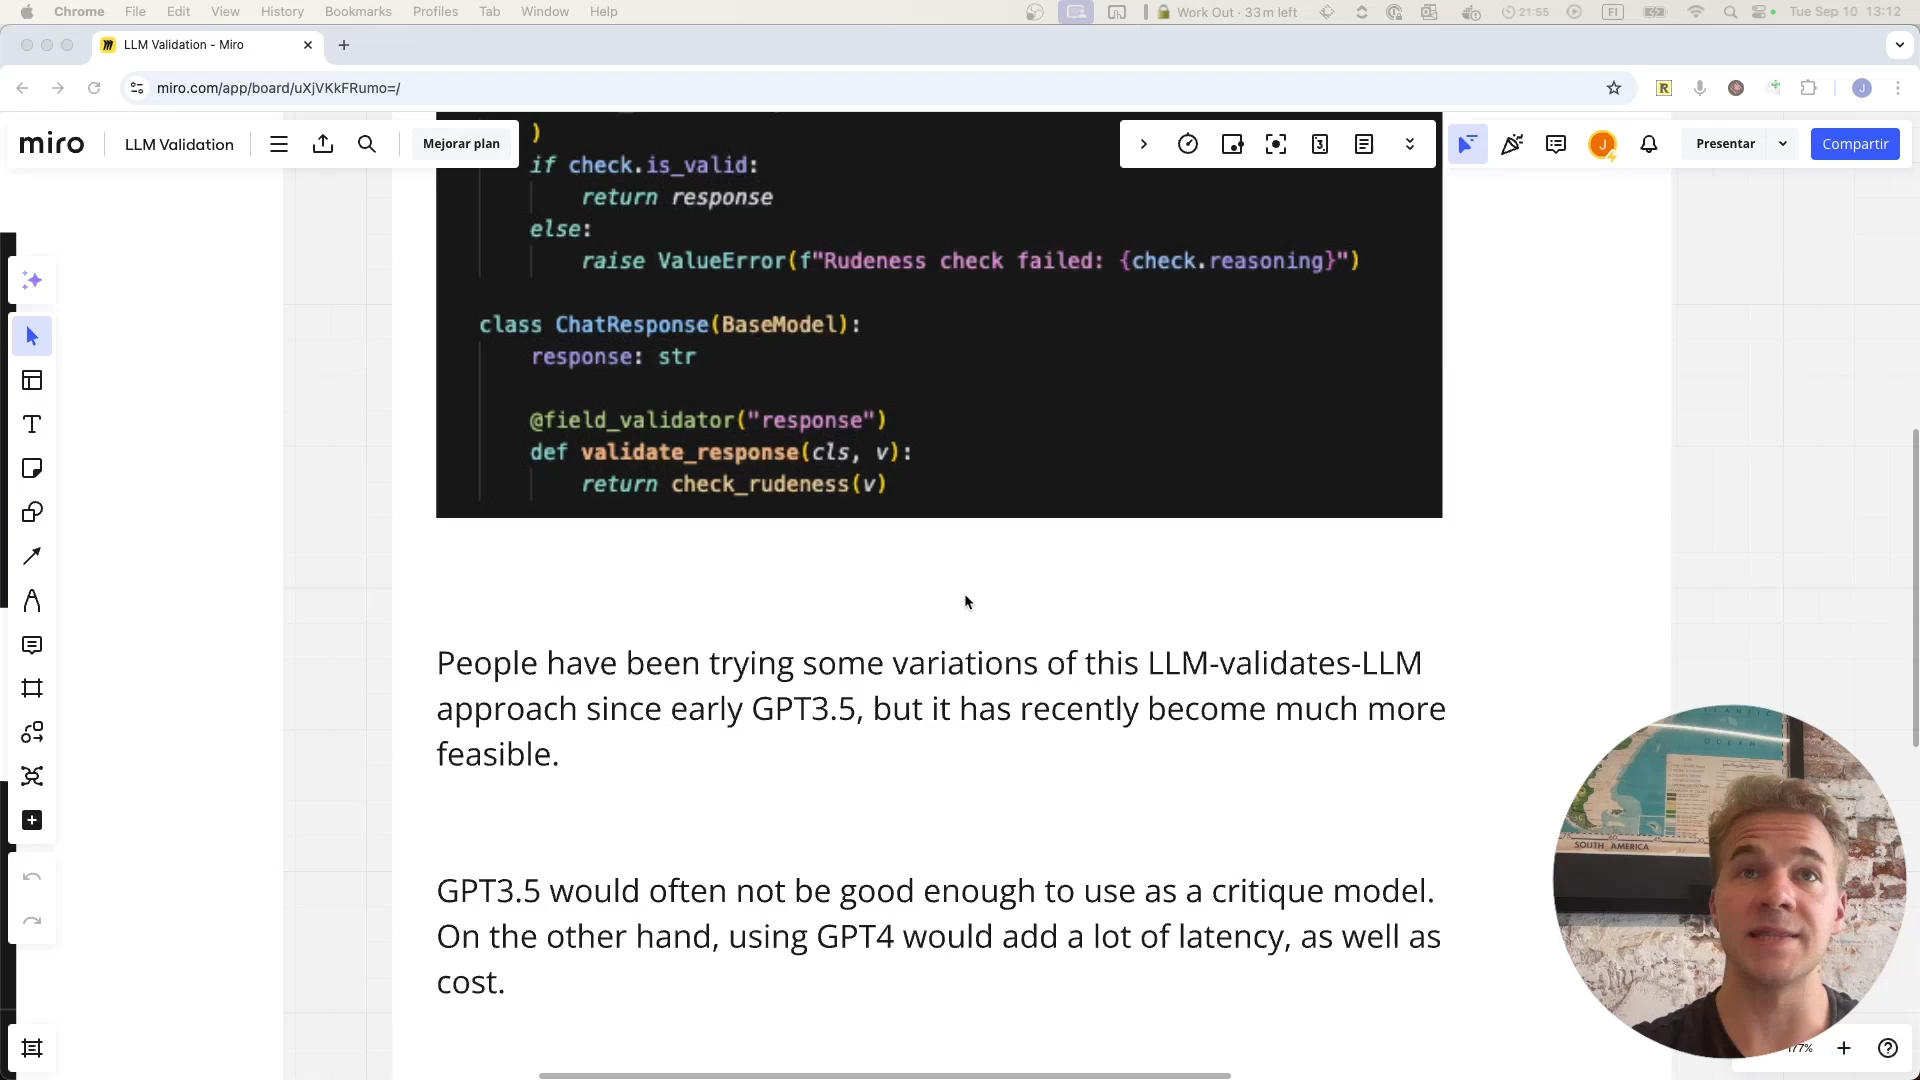 Chrome File Edit View History Bookmarks Profiles Tab Window Help Work Out · 33m left 21:55 FI Tue Sep 10 13:12
LLM Validation - Miro
miro.com/app/board/uXjVKkFRumo=/
R J
miro LLM Validation Mejorar plan J Presentar Compartir
)
if check.is_valid:
return response
else:
raise ValueError(f"Rudeness check failed: {check.reasoning}")
class ChatResponse(BaseModel):
response: str
@field_validator("response")
def validate_response(cls, v):
return check_rudeness(v)
People have been trying some variations of this LLM-validates-LLM
approach since early GPT3.5, but it has recently become much more
feasible.
GPT3.5 would often not be good enough to use as a critique model.
On the other hand, using GPT4 would add a lot of latency, as well as
cost.
SOUTH AMERICA
177%